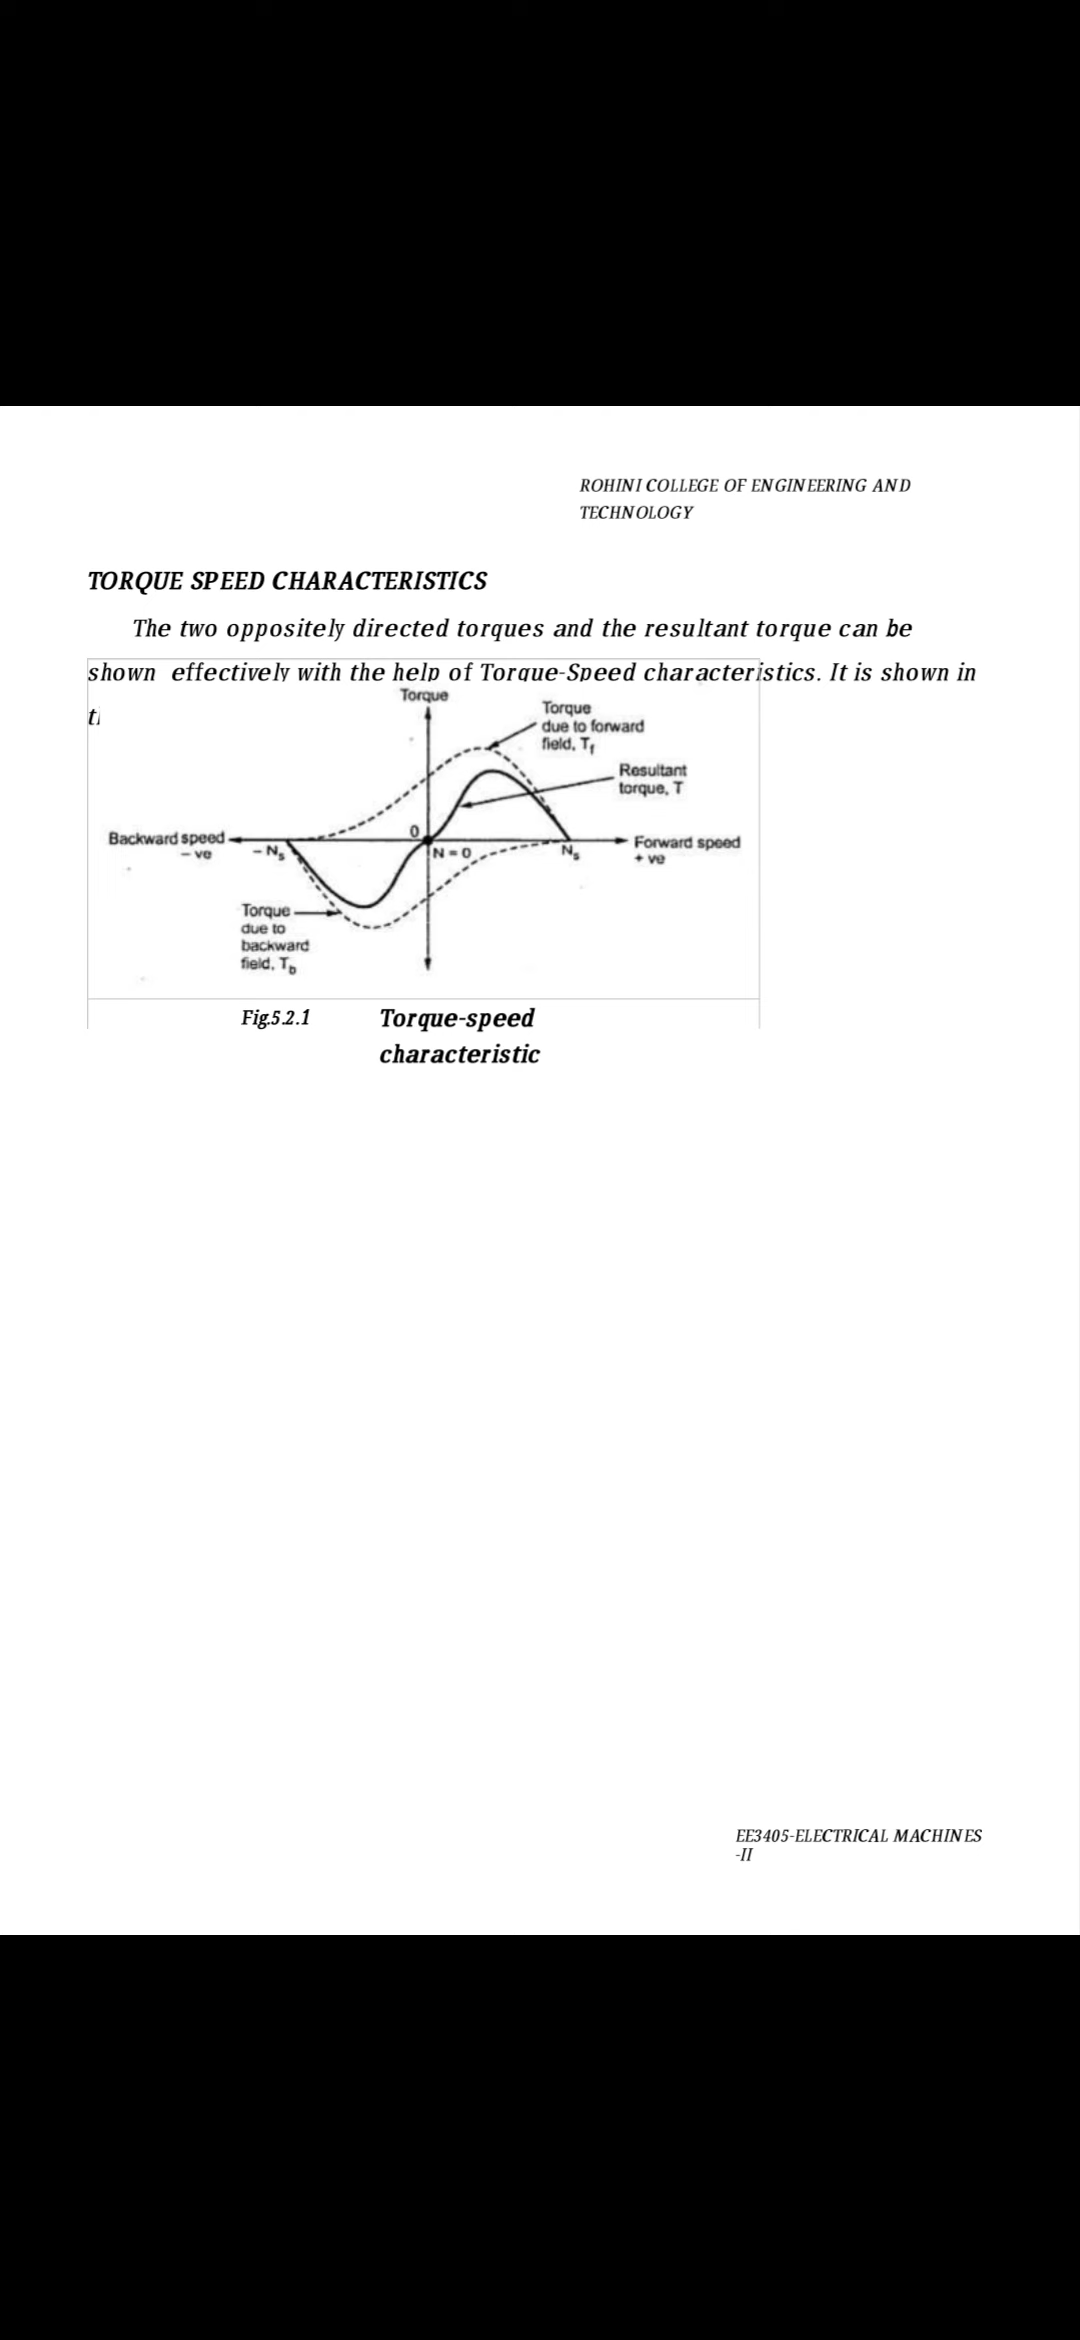 ROHINI COLLEGE OF ENGINEERING AND
TECHNOLOGY
TORQUE SPEED CHARACTERISTICS
The two oppositely directed torques and the resultant torque can be
shown effectively with the help of Torque-Speed characteristics. It is shown in
Torque
Torque
due to forward
field, Tf
Resultant
torque, T
Backward speed
– ve
– Ns
0
N = 0
Ns
Forward speed
+ ve
Torque
due to
backward
field, Tb
Fig.5.2.1 Torque-speed
characteristic
EE3405-ELECTRICAL MACHINES
-II